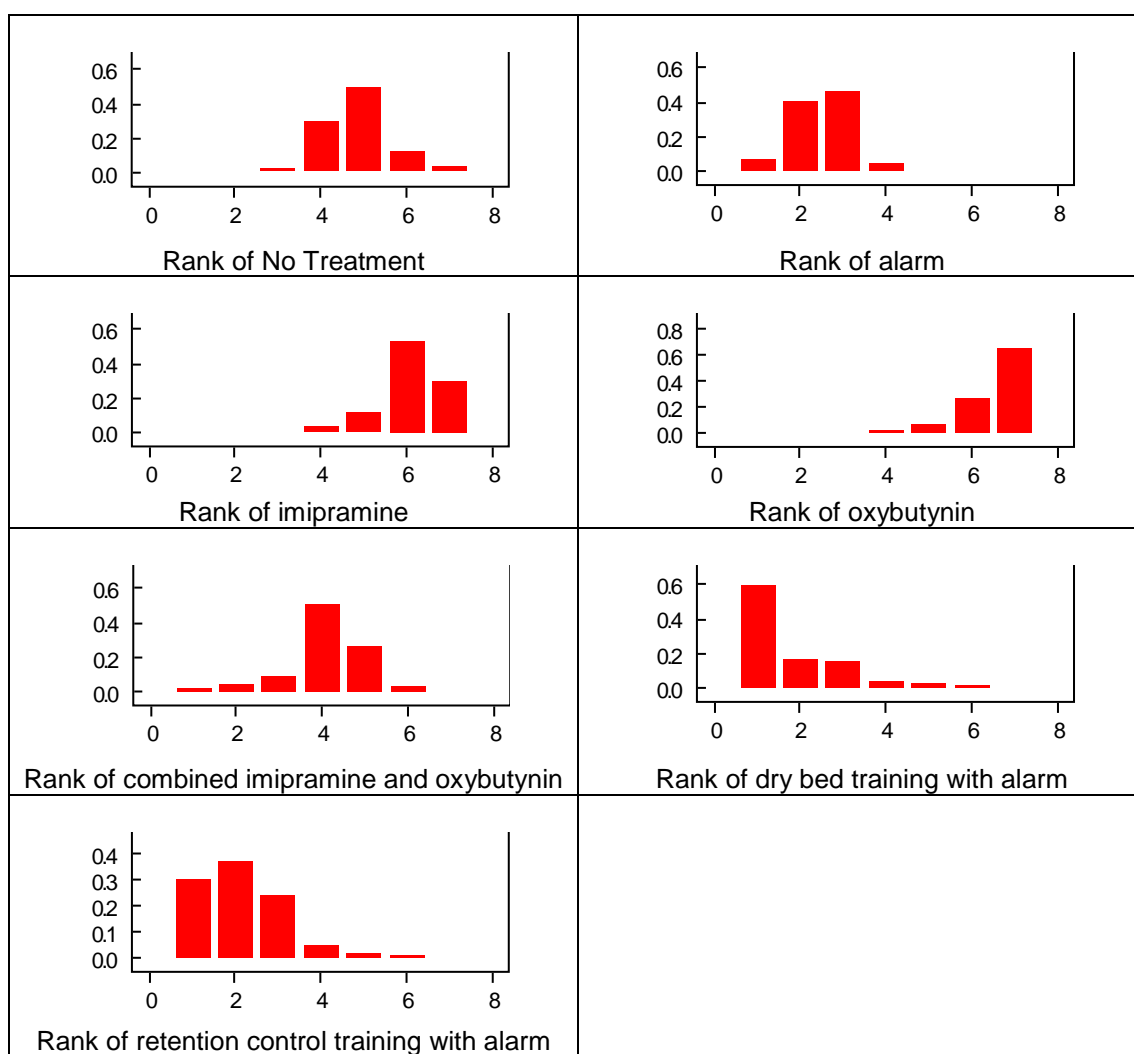 0.6
0.4
0.2
0.0
0 2 4 6 8
Rank of No Treatment
0.6
0.4
0.2
0.0
0 2 4 6 8
Rank of alarm
0.6
0.4
0.2
0.0
0 2 4 6 8
Rank of imipramine
0.8
0.6
0.4
0.2
0.0
0 2 4 6 8
Rank of oxybutynin
0.6
0.4
0.2
0.0
0 2 4 6 8
Rank of combined imipramine and oxybutynin
0.6
0.4
0.2
0.0
0 2 4 6 8
Rank of dry bed training with alarm
0.4
0.3
0.2
0.1
0.0
0 2 4 6 8
Rank of retention control training with alarm